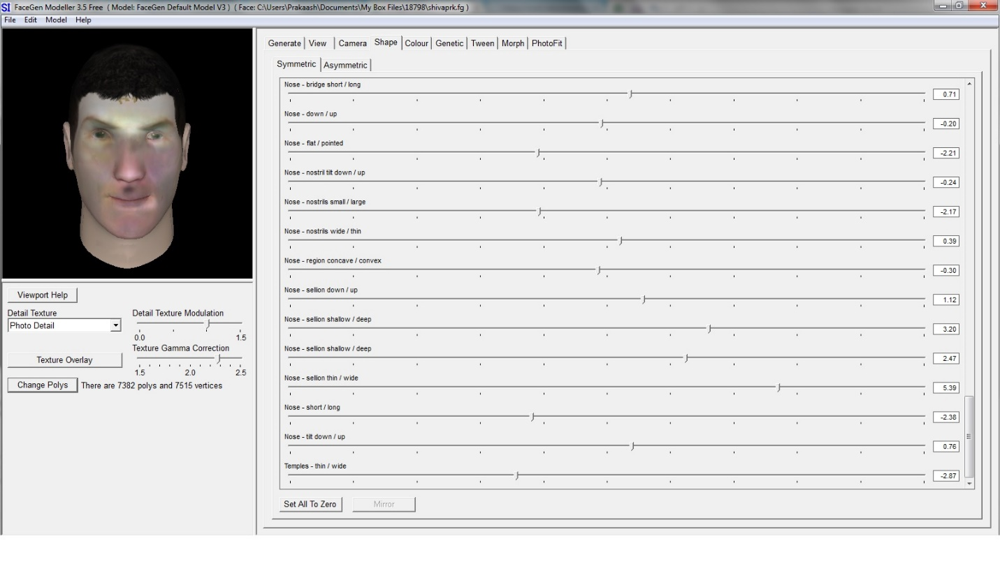 SI FaceGen Modeller 3.5 Free ( Model: FaceGen Default Model V3 ) ( Face: C:\Users\Prakaash\Documents\My Box Files\18798\shivaprk.fg )
File Edit Model Help
Generate View Camera Shape Colour Genetic Tween Morph PhotoFit
Symmetric Asymmetric
Nose - bridge short / long
0.71
Nose - down / up
-0.20
Nose - flat / pointed
-2.21
Nose - nostril tilt down / up
-0.24
Nose - nostrils small / large
-2.17
Nose - nostrils wide / thin
0.39
Nose - region concave / convex
-0.30
Nose - sellion down / up
1.12
Nose - sellion shallow / deep
3.20
Nose - sellion shallow / deep
2.47
Nose - sellion thin / wide
5.39
Nose - short / long
-2.38
Nose - tilt down / up
0.76
Temples - thin / wide
-2.87
Set All To Zero Mirror
Viewport Help
Detail Texture
Photo Detail
Detail Texture Modulation
0.0 1.5
Texture Gamma Correction
1.5 2.0 2.5
Texture Overlay
Change Polys There are 7382 polys and 7515 vertices